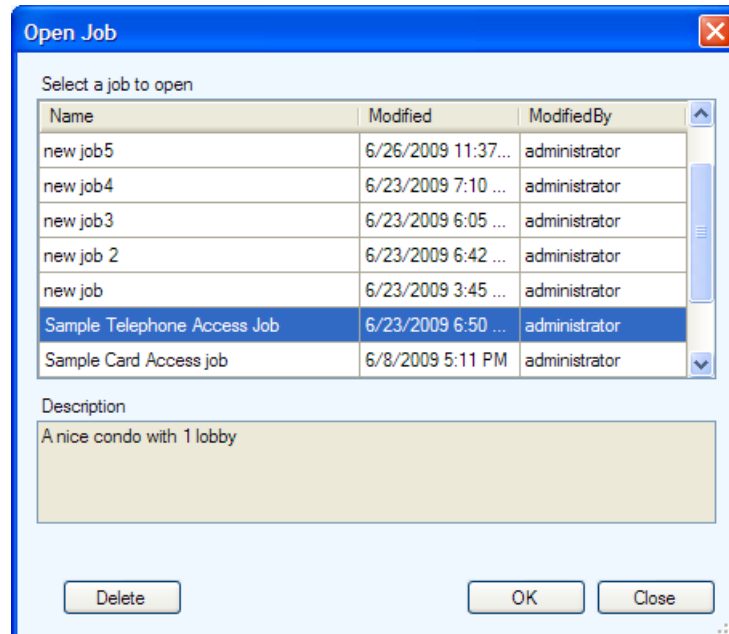 Open Job
Select a job to open
Name Modified ModifiedBy
new job5 6/26/2009 11:37... administrator
new job4 6/23/2009 7:10 ... administrator
new job3 6/23/2009 6:05 ... administrator
new job 2 6/23/2009 6:42 ... administrator
new job 6/23/2009 3:45 ... administrator
Sample Telephone Access Job 6/23/2009 6:50 ... administrator
Sample Card Access job 6/8/2009 5:11 PM administrator
Description
A nice condo with 1 lobby
Delete OK Close